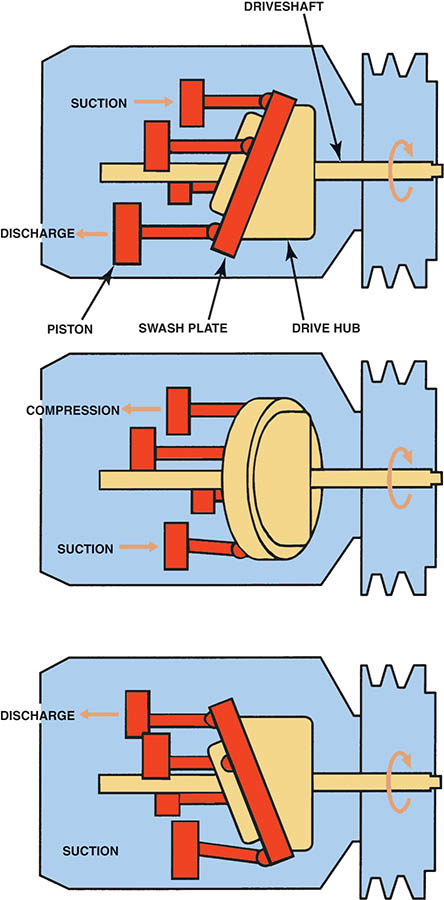 DRIVESHAFT
SUCTION
DISCHARGE
PISTON
SWASH PLATE
DRIVE HUB
COMPRESSION
SUCTION
DISCHARGE
SUCTION